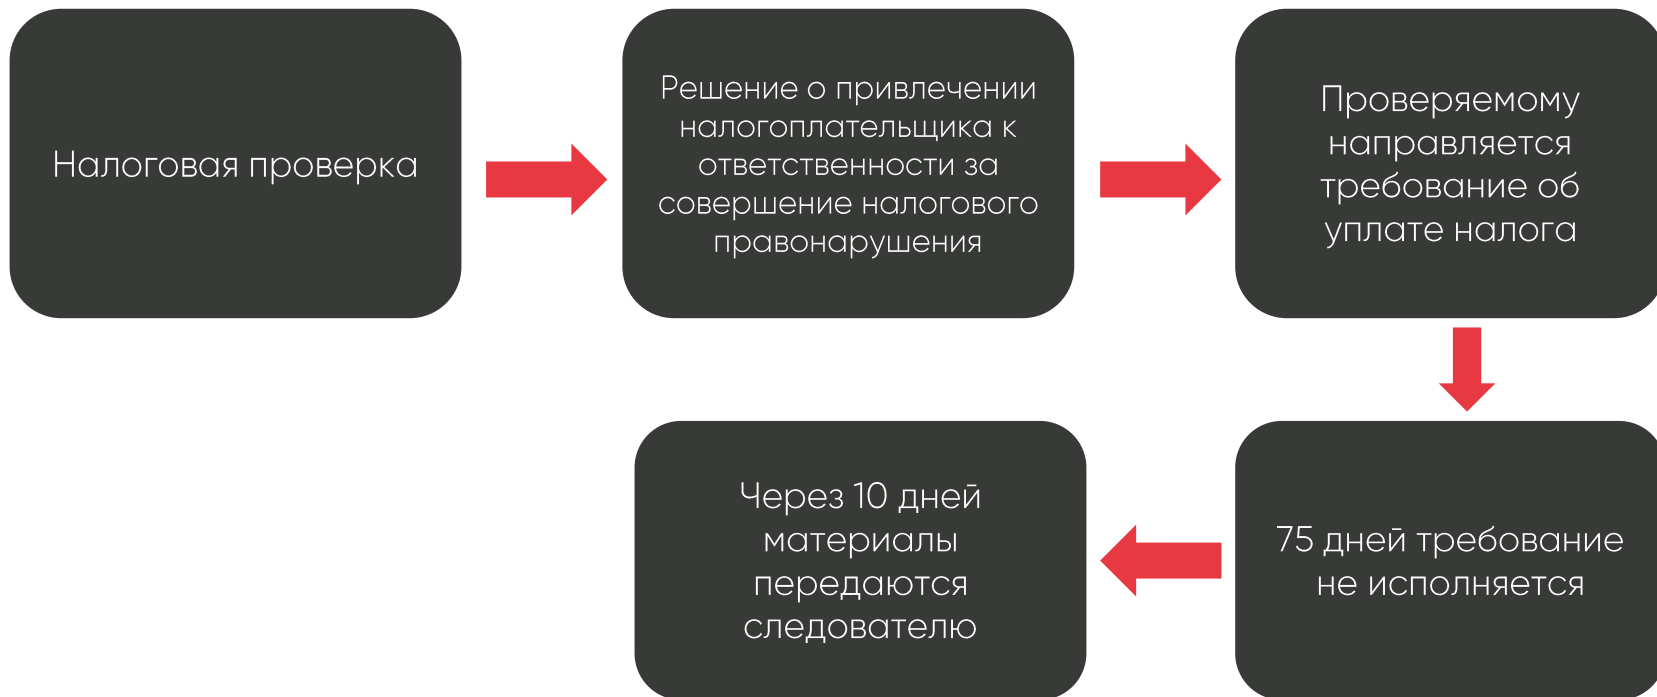 Налоговая проверка
Решение о привлечении
налогоплательщика к
ответственности за
совершение налогового
правонарушения
Проверяемому
направляется
требование об
уплате налога
75 дней требование
не исполняется
Через 10 дней
материалы
передаются
следователю